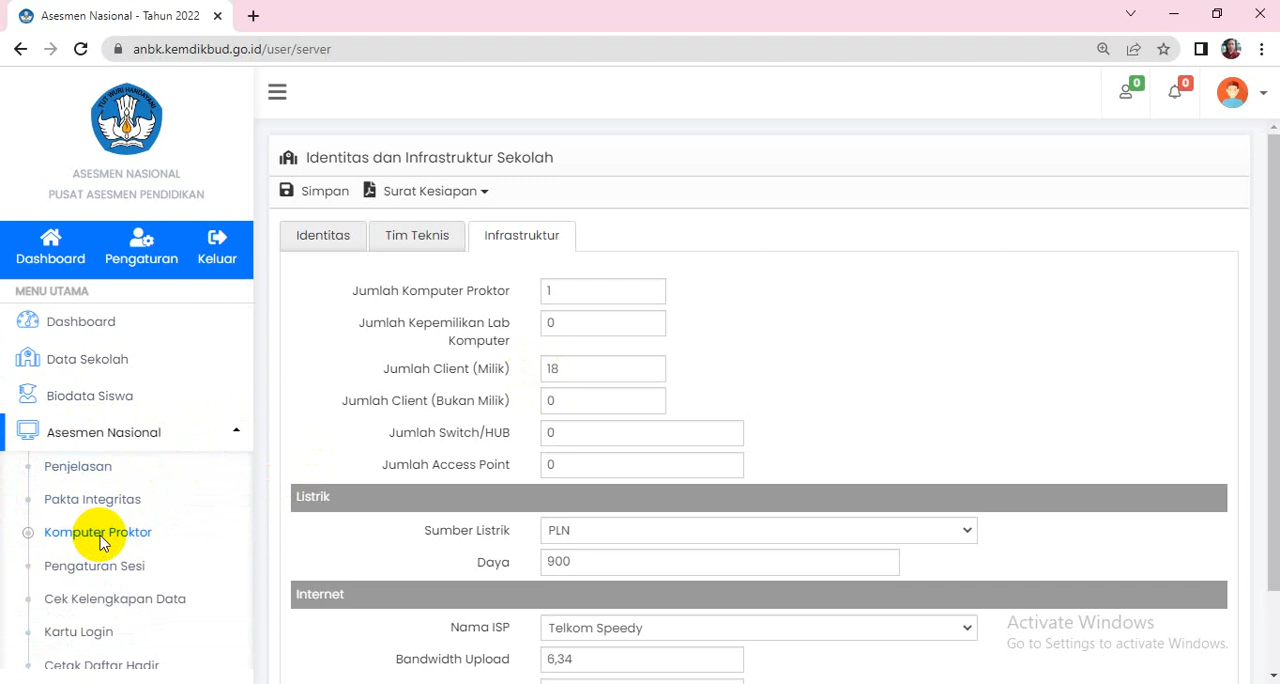 Asesmen Nasional - Tahun 2022
anbk.kemdikbud.go.id/user/server
ASESMEN NASIONAL
PUSAT ASESMEN PENDIDIKAN
Dashboard Pengaturan Keluar
MENU UTAMA
Dashboard
Data Sekolah
Biodata Siswa
Asesmen Nasional
Penjelasan
Pakta Integritas
Komputer Proktor
Pengaturan Sesi
Cek Kelengkapan Data
Kartu Login
Cetak Daftar Hadir
0 0
Identitas dan Infrastruktur Sekolah
Simpan Surat Kesiapan
Identitas Tim Teknis Infrastruktur
Jumlah Komputer Proktor 1
Jumlah Kepemilikan Lab 0
Komputer
Jumlah Client (Milik) 18
Jumlah Client (Bukan Milik) 0
Jumlah Switch/HUB 0
Jumlah Access Point 0
Listrik
Sumber Listrik PLN
Daya 900
Internet
Nama ISP Telkom Speedy
Bandwidth Upload 6,34
Activate Windows
Go to Settings to activate Windows.